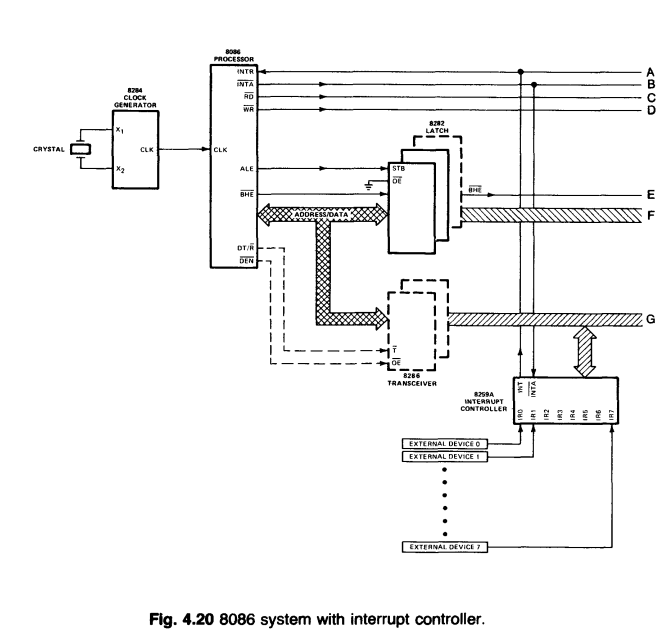 8086
PROCESSOR
8284
CLOCK
GENERATOR
CRYSTAL
X1
X2
CLK
CLK
INTR
INTA
RD
WR
ALE
BHE
DT/R
DEN
8282
LATCH
STB
OE
BHE
ADDRESS/DATA
A
B
C
D
E
F
G
T
OE
8286
TRANSCEIVER
8259A
INTERRUPT
CONTROLLER
INT
INTA
IR0
IR1
IR2
IR3
IR4
IR5
IR6
IR7
EXTERNAL DEVICE 0
EXTERNAL DEVICE 1
EXTERNAL DEVICE 7
Fig. 4.20 8086 system with interrupt controller.